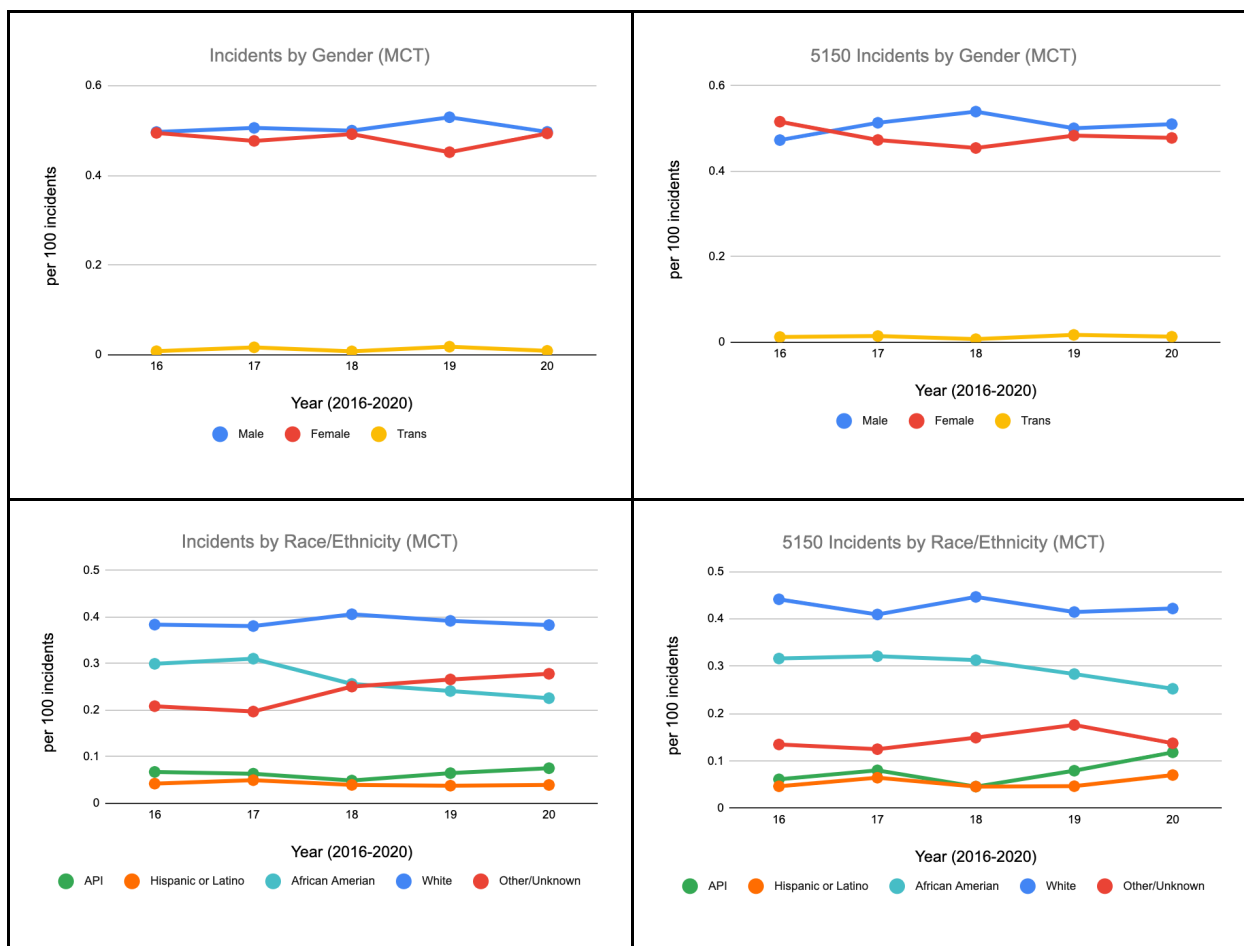 Incidents by Gender (MCT)
0.6
0.4
0.2
0
per 100 incidents
16 17 18 19 20
Year (2016-2020)
Male Female Trans
5150 Incidents by Gender (MCT)
0.6
0.4
0.2
0
per 100 incidents
16 17 18 19 20
Year (2016-2020)
Male Female Trans
Incidents by Race/Ethnicity (MCT)
0.5
0.4
0.3
0.2
0.1
0
per 100 incidents
16 17 18 19 20
Year (2016-2020)
API Hispanic or Latino African Amerian White Other/Unknown
5150 Incidents by Race/Ethnicity (MCT)
0.5
0.4
0.3
0.2
0.1
0
per 100 incidents
16 17 18 19 20
Year (2016-2020)
API Hispanic or Latino African Amerian White Other/Unknown